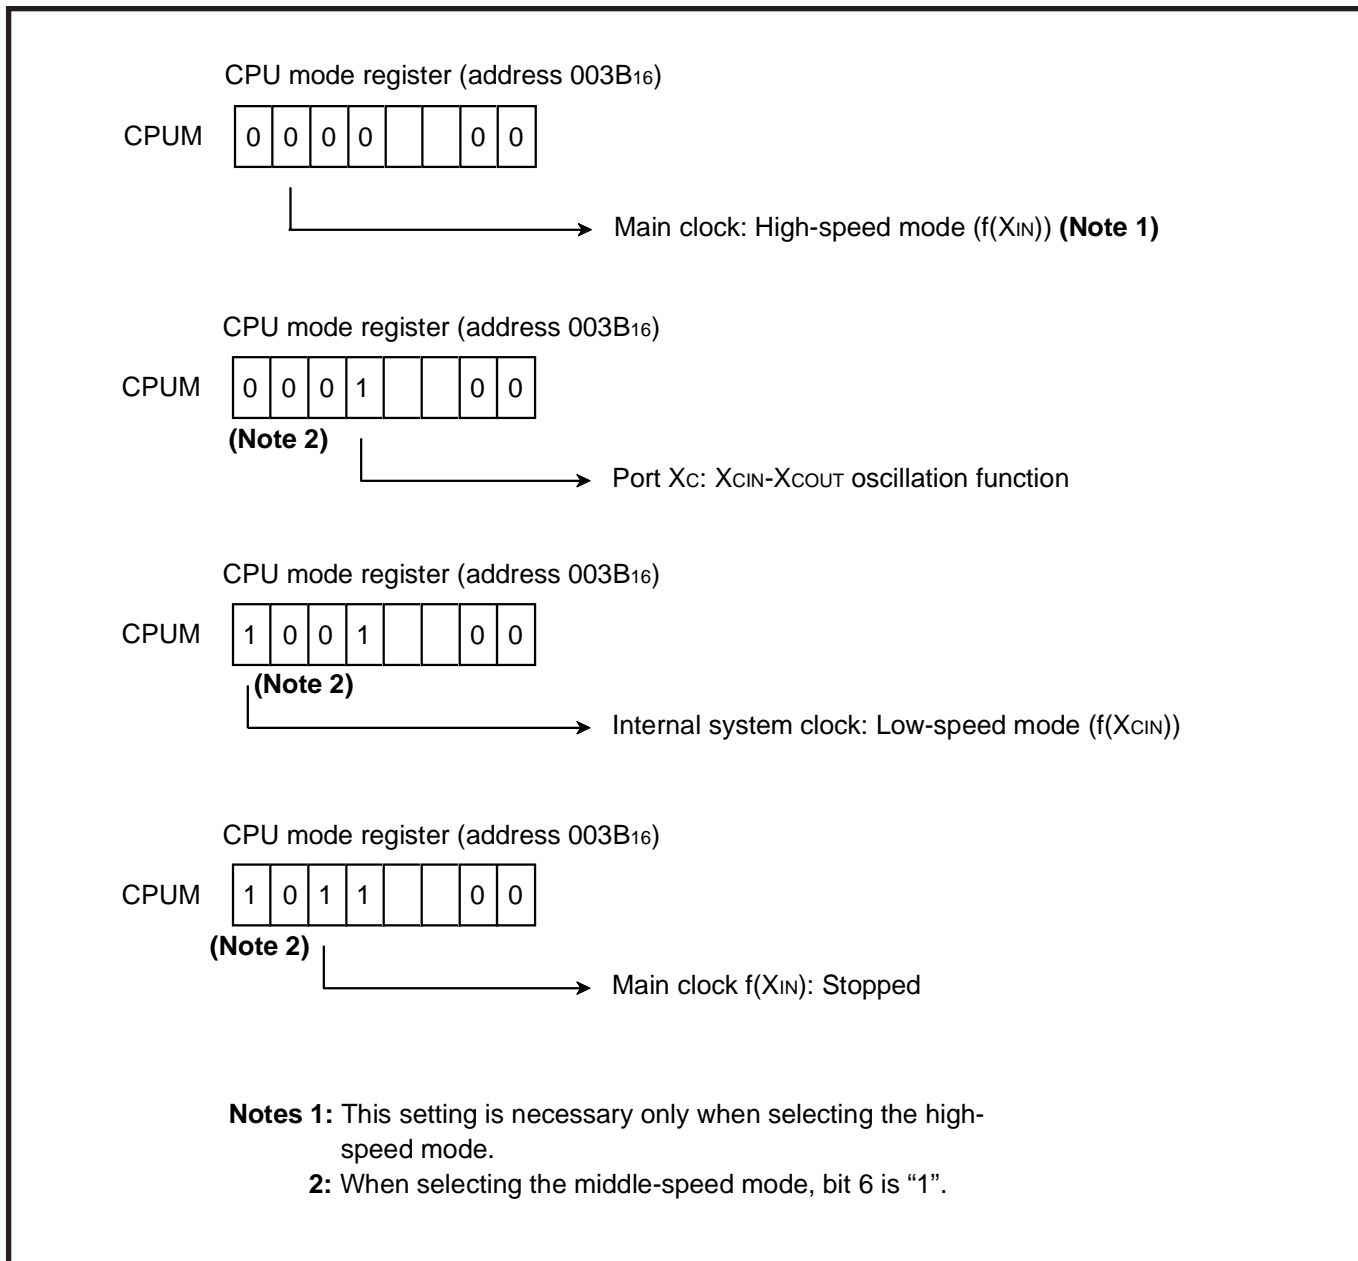 CPU mode register (address 003B16)
CPUM 0 0 0 0 0 0
Main clock: High-speed mode (f(XIN)) (Note 1)
CPU mode register (address 003B16)
CPUM 0 0 0 1 0 0
(Note 2)
Port XC: XCIN-XCOUT oscillation function
CPU mode register (address 003B16)
CPUM 1 0 0 1 0 0
(Note 2)
Internal system clock: Low-speed mode (f(XCIN))
CPU mode register (address 003B16)
CPUM 1 0 1 1 0 0
(Note 2)
Main clock f(XIN): Stopped
Notes 1: This setting is necessary only when selecting the high-
speed mode.
2: When selecting the middle-speed mode, bit 6 is “1”.